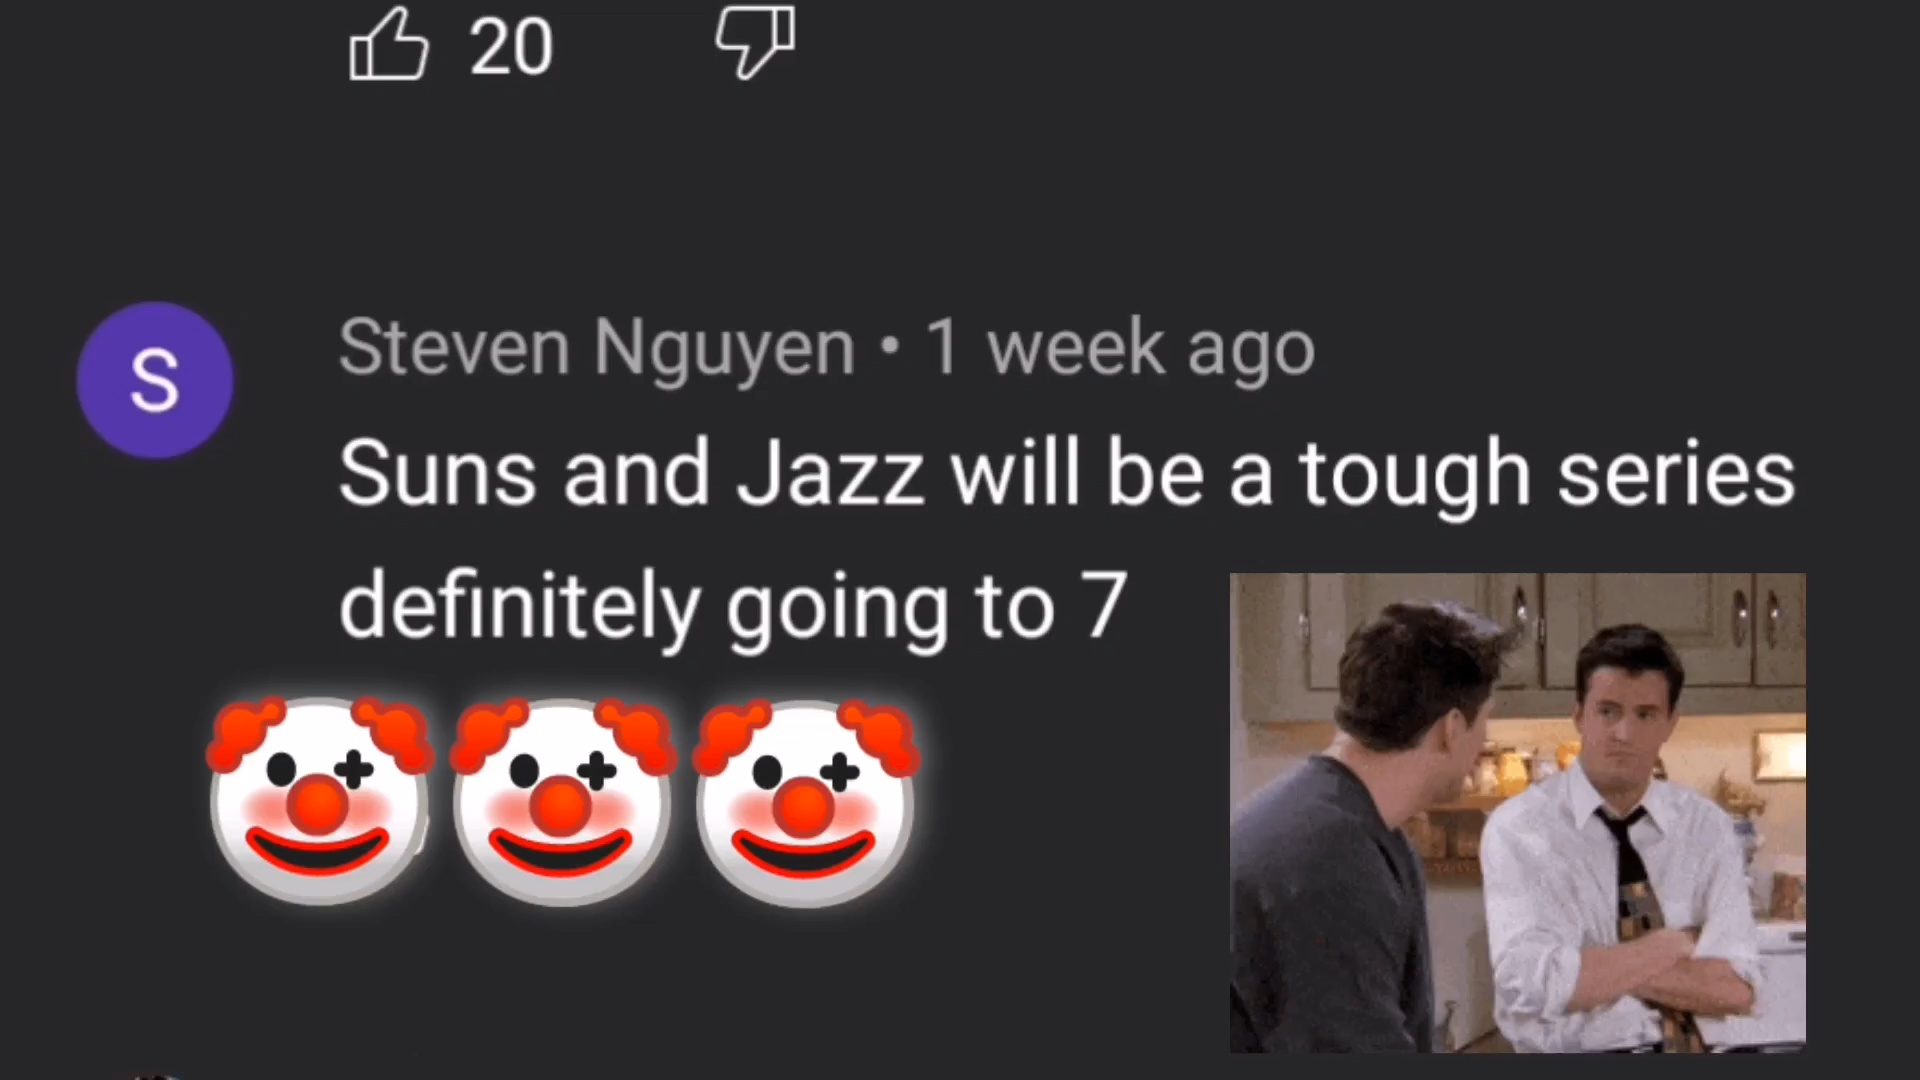 20
S
Steven Nguyen • 1 week ago
Suns and Jazz will be a tough series
definitely going to 7